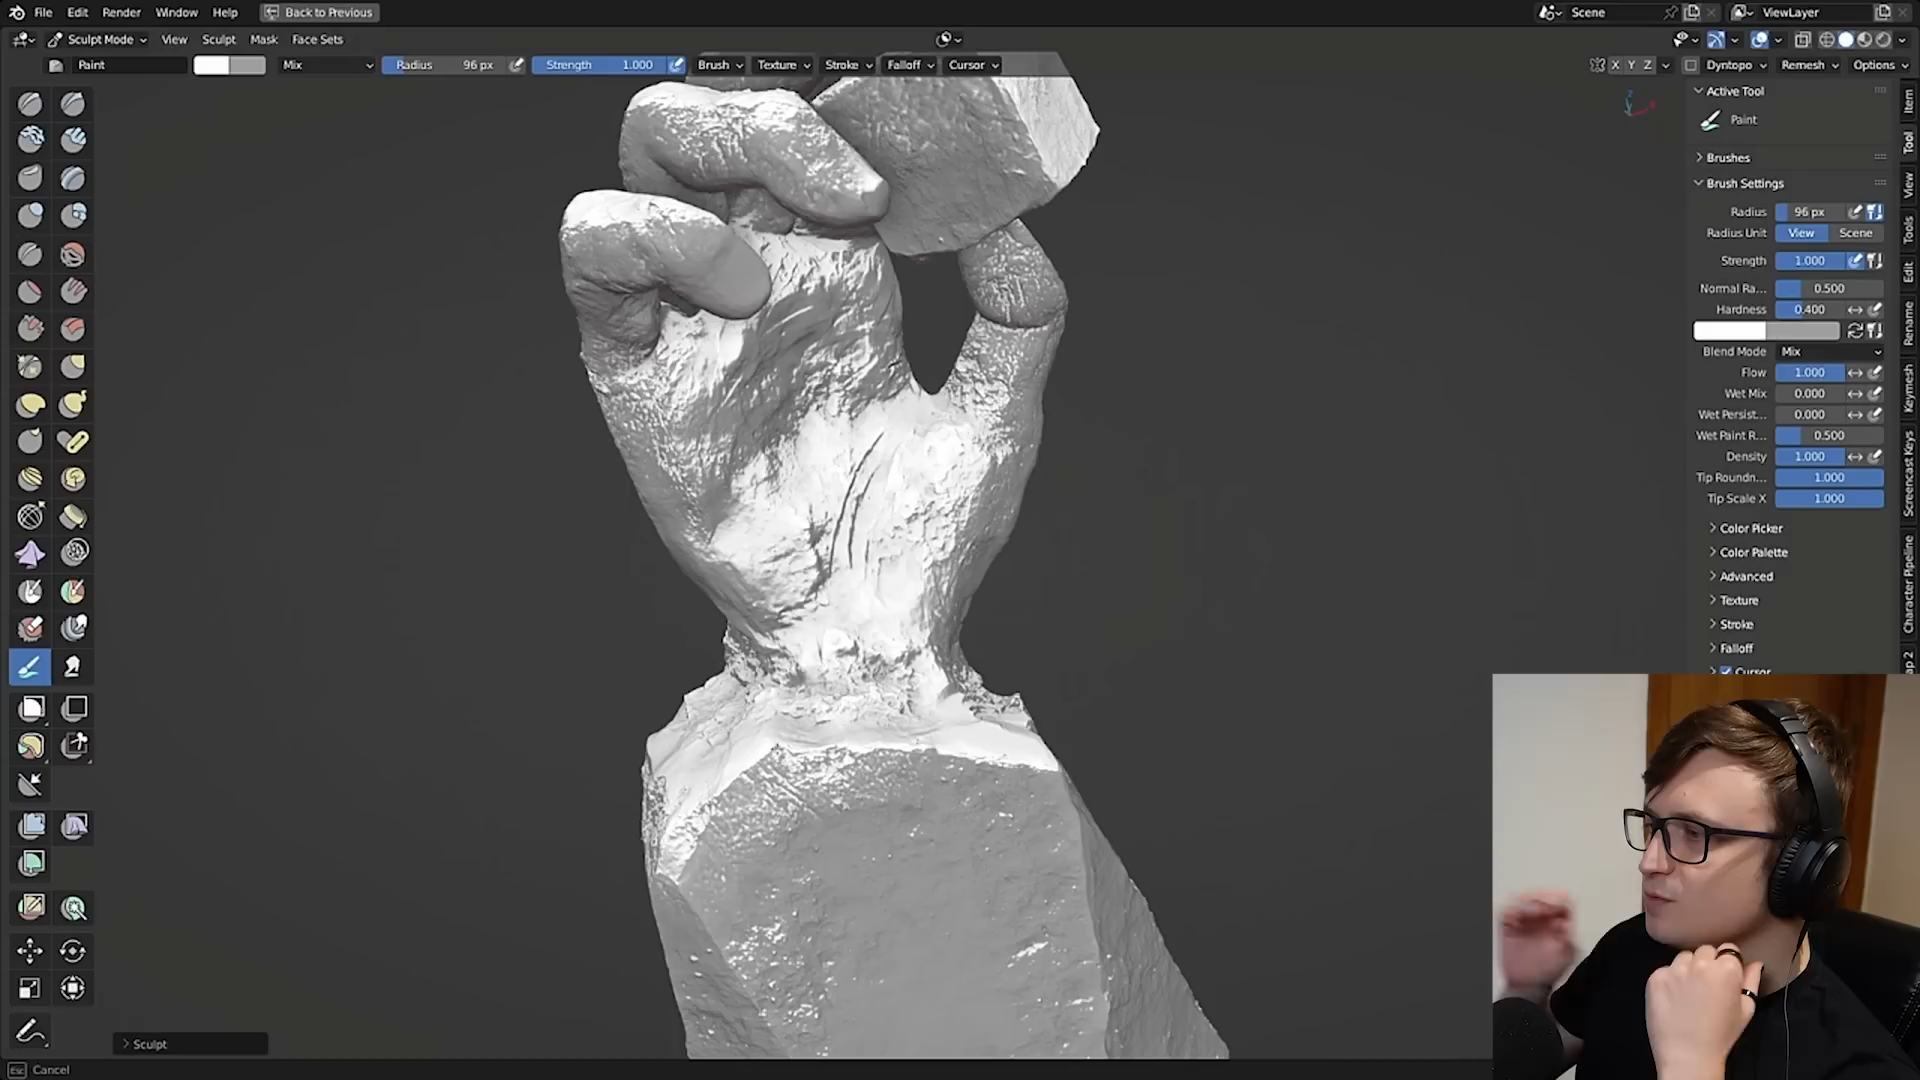 File Edit Render Window Help Back to Previous Scene ViewLayer
Sculpt Mode View Sculpt Mask Face Sets
Paint Mix Radius 96 px Strength 1.000 Brush Texture Stroke Falloff Cursor X Y Z Dyntopo Remesh Options
Active Tool
Paint
Brushes
Brush Settings
Radius 96 px
Radius Unit View Scene
Strength 1.000
Normal Ra... 0.500
Hardness 0.400
Blend Mode Mix
Flow 1.000
Wet Mix 0.000
Wet Persist... 0.000
Wet Paint R... 0.500
Density 1.000
Tip Roundn... 1.000
Tip Scale X 1.000
Color Picker
Color Palette
Advanced
Texture
Stroke
Falloff
Cursor
Item
Tool
View
Tools
Edit
Rename
Keymesh
Screencast Keys
Character Pipeline
Sculpt
Esc Cancel